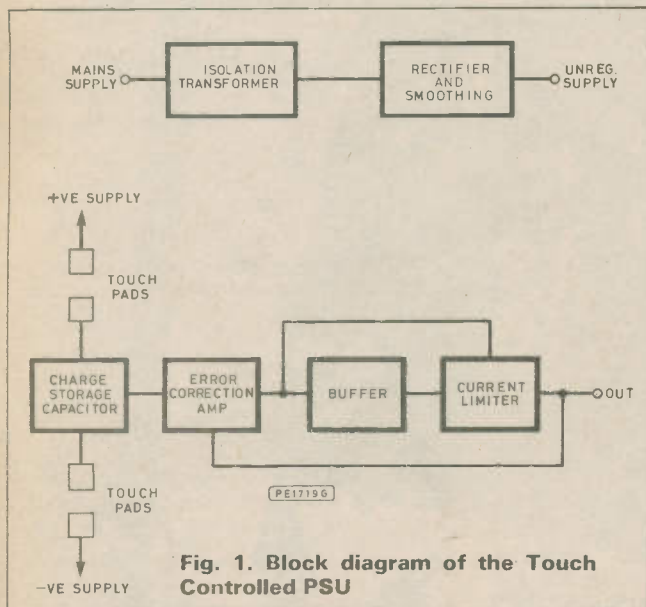 MAINS
SUPPLY
ISOLATION
TRANSFORMER
RECTIFIER
AND
SMOOTHING
UNREG.
SUPPLY
+VE SUPPLY
TOUCH
PADS
CHARGE
STORAGE
CAPACITOR
ERROR
CORRECTION
AMP
BUFFER
CURRENT
LIMITER
OUT
TOUCH
PADS
PE1719G
-VE SUPPLY
Fig. 1. Block diagram of the Touch
Controlled PSU